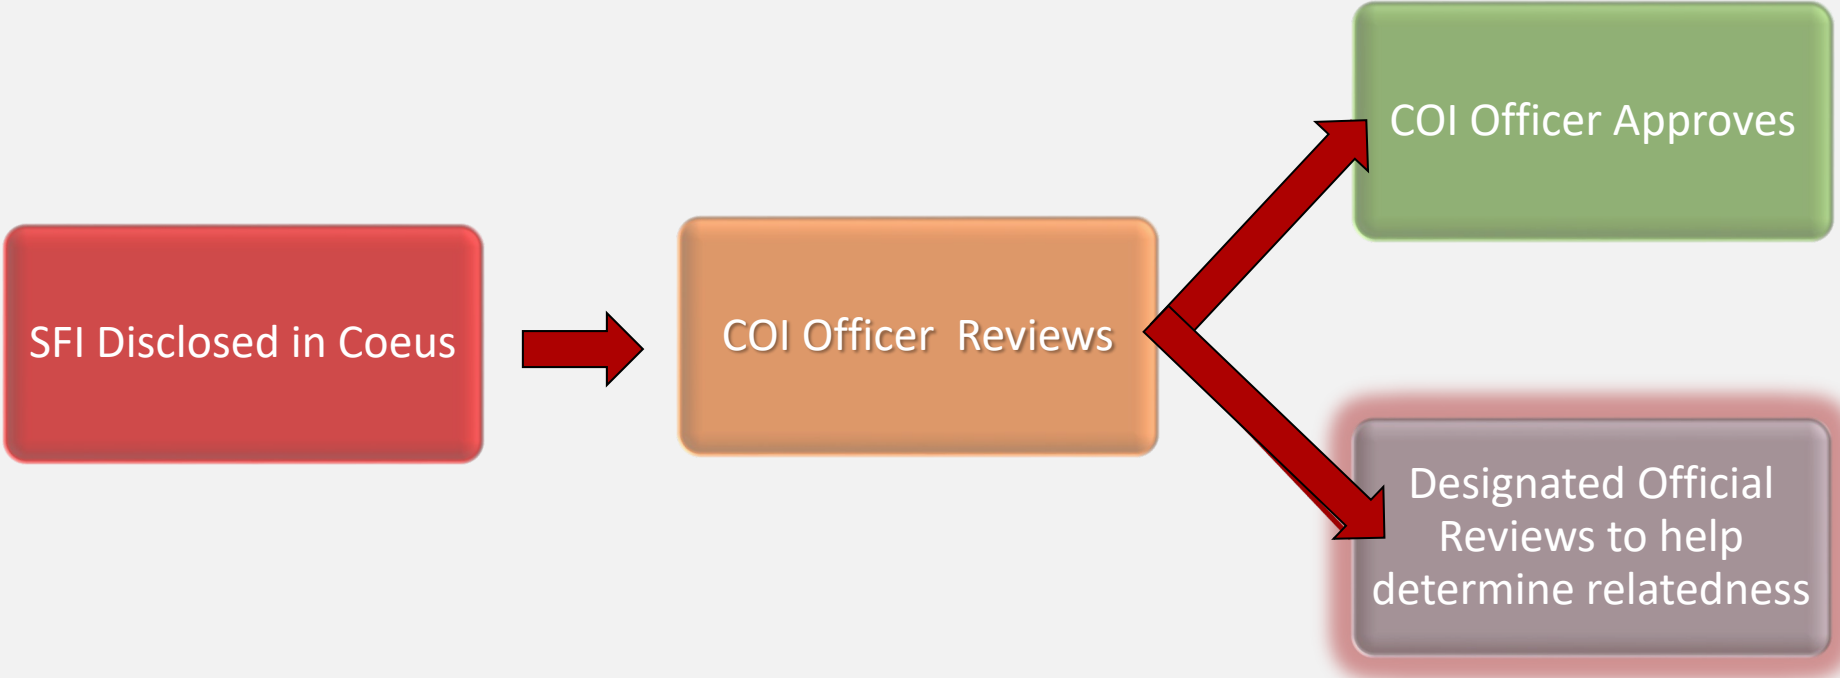 SFI Disclosed in Coeus
COI Officer Reviews
COI Officer Approves
Designated Official
Reviews to help
determine relatedness